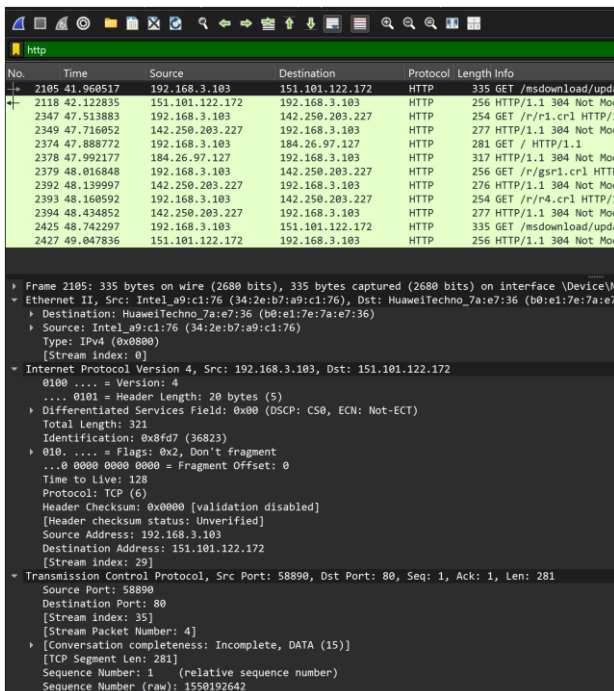 http
No. Time Source Destination Protocol Length Info
2105 41.960517 192.168.3.103 151.101.122.172 HTTP 335 GET /msdownload/upda
2118 42.122835 151.101.122.172 192.168.3.103 HTTP 256 HTTP/1.1 304 Not Mod
2347 47.513883 192.168.3.103 142.250.203.227 HTTP 254 GET /r/r1.crl HTTP/1
2349 47.716052 142.250.203.227 192.168.3.103 HTTP 277 HTTP/1.1 304 Not Mod
2374 47.888772 192.168.3.103 184.26.97.127 HTTP 281 GET / HTTP/1.1
2378 47.992177 184.26.97.127 192.168.3.103 HTTP 317 HTTP/1.1 304 Not Mod
2379 48.016848 192.168.3.103 142.250.203.227 HTTP 256 GET /r/gsr1.crl HTTP
2392 48.139997 142.250.203.227 192.168.3.103 HTTP 276 HTTP/1.1 304 Not Mod
2393 48.160592 192.168.3.103 142.250.203.227 HTTP 254 GET /r/r4.crl HTTP/1
2394 48.434852 142.250.203.227 192.168.3.103 HTTP 277 HTTP/1.1 304 Not Mod
2425 48.742297 192.168.3.103 151.101.122.172 HTTP 335 GET /msdownload/upda
2427 49.047836 151.101.122.172 192.168.3.103 HTTP 256 HTTP/1.1 304 Not Mod
Frame 2105: 335 bytes on wire (2680 bits), 335 bytes captured (2680 bits) on interface \Device\N
Ethernet II, Src: Intel_a9:c1:76 (34:2e:b7:a9:c1:76), Dst: HuaweiTechno_7a:e7:36 (b0:e1:7e:7a:e7
Destination: HuaweiTechno_7a:e7:36 (b0:e1:7e:7a:e7:36)
Source: Intel_a9:c1:76 (34:2e:b7:a9:c1:76)
Type: IPv4 (0x0800)
[Stream index: 0]
Internet Protocol Version 4, Src: 192.168.3.103, Dst: 151.101.122.172
0100 .... = Version: 4
.... 0101 = Header Length: 20 bytes (5)
Differentiated Services Field: 0x00 (DSCP: CS0, ECN: Not-ECT)
Total Length: 321
Identification: 0x8fd7 (36823)
010. .... = Flags: 0x2, Don't fragment
...0 0000 0000 0000 = Fragment Offset: 0
Time to Live: 128
Protocol: TCP (6)
Header Checksum: 0x0000 [validation disabled]
[Header checksum status: Unverified]
Source Address: 192.168.3.103
Destination Address: 151.101.122.172
[Stream index: 29]
Transmission Control Protocol, Src Port: 58890, Dst Port: 80, Seq: 1, Ack: 1, Len: 281
Source Port: 58890
Destination Port: 80
[Stream index: 35]
[Stream Packet Number: 4]
[Conversation completeness: Incomplete, DATA (15)]
[TCP Segment Len: 281]
Sequence Number: 1 (relative sequence number)
Sequence Number (raw): 1550192642